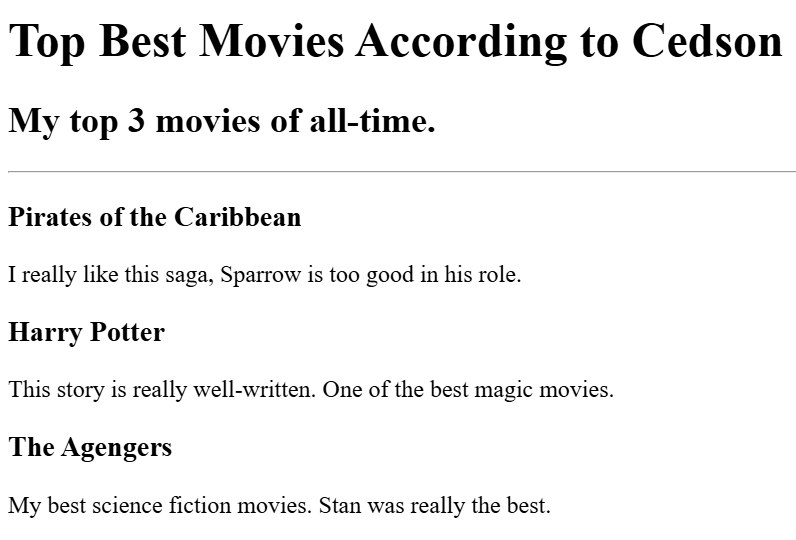 Top Best Movies According to Cedson
My top 3 movies of all-time.
Pirates of the Caribbean
I really like this saga, Sparrow is too good in his role.
Harry Potter
This story is really well-written. One of the best magic movies.
The Agengers
My best science fiction movies. Stan was really the best.